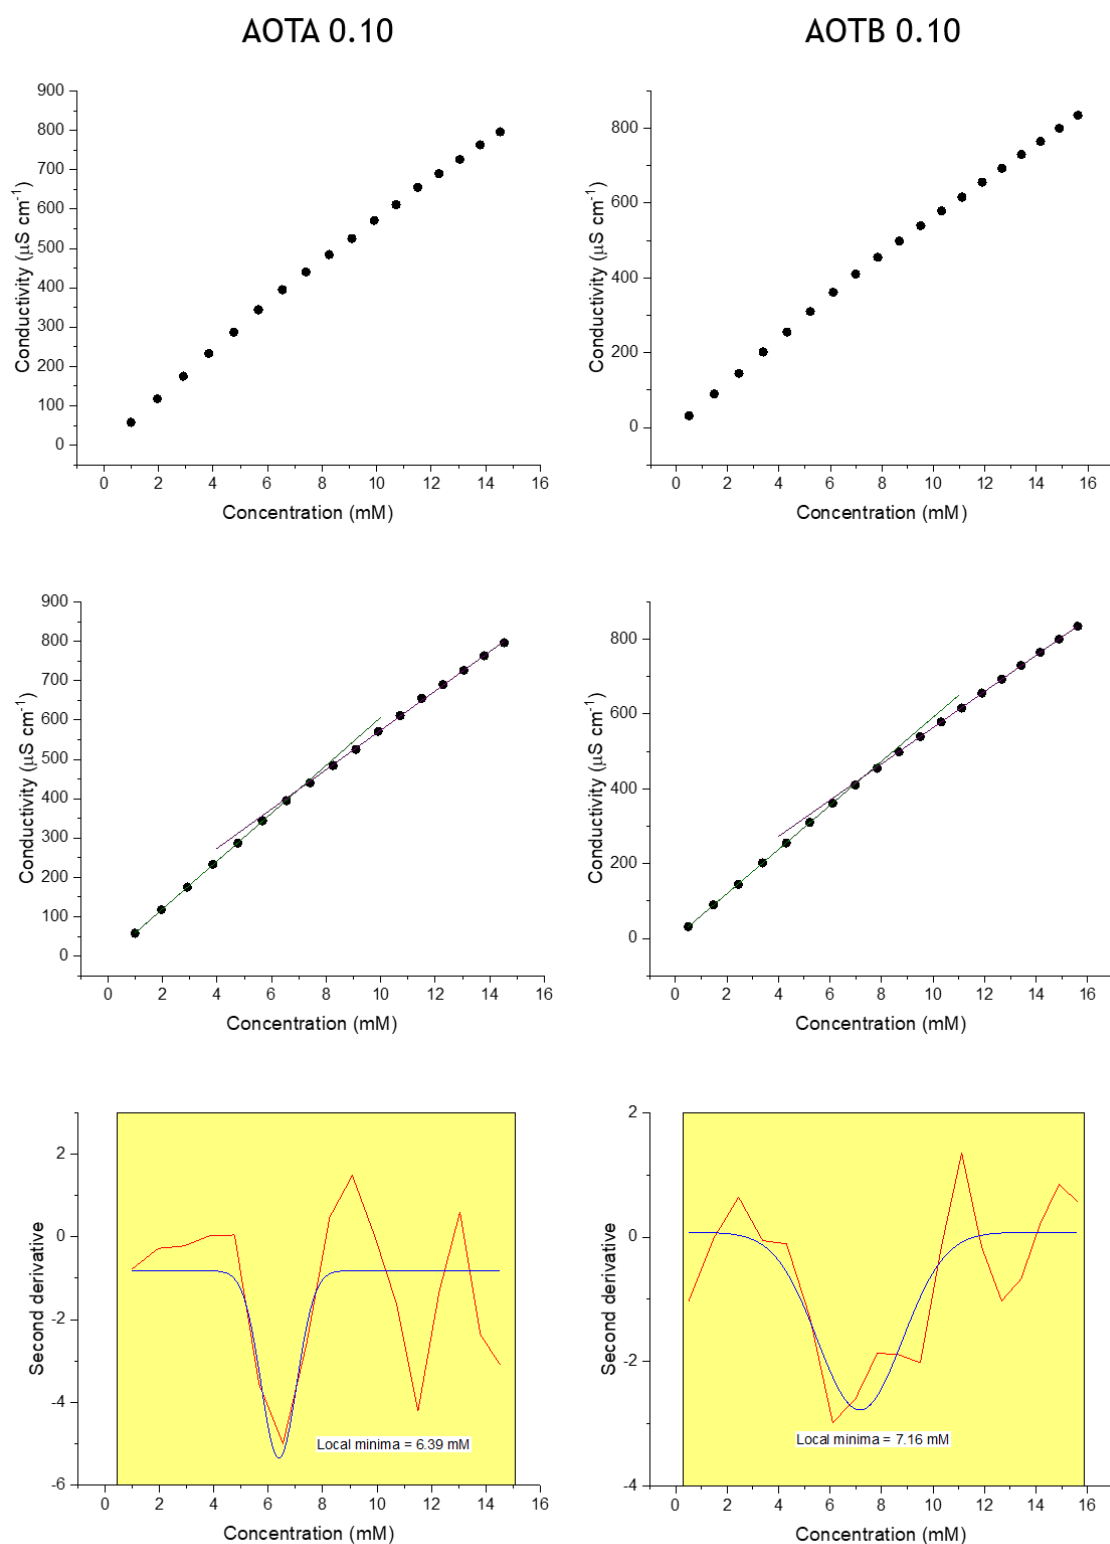 AOTA 0.10
AOTB 0.10
900
800
700
600
500
400
300
200
100
0
Conductivity (µS cm⁻¹)
0 2 4 6 8 10 12 14 16
Concentration (mM)
800
600
400
200
0
Conductivity (µS cm⁻¹)
0 2 4 6 8 10 12 14 16
Concentration (mM)
900
800
700
600
500
400
300
200
100
0
Conductivity (µS cm⁻¹)
0 2 4 6 8 10 12 14 16
Concentration (mM)
800
600
400
200
0
Conductivity (µS cm⁻¹)
0 2 4 6 8 10 12 14 16
Concentration (mM)
2
0
-2
-4
-6
Second derivative
Local minima = 6.39 mM
0 2 4 6 8 10 12 14 16
Concentration (mM)
2
0
-2
-4
Second derivative
Local minima = 7.16 mM
0 2 4 6 8 10 12 14 16
Concentration (mM)